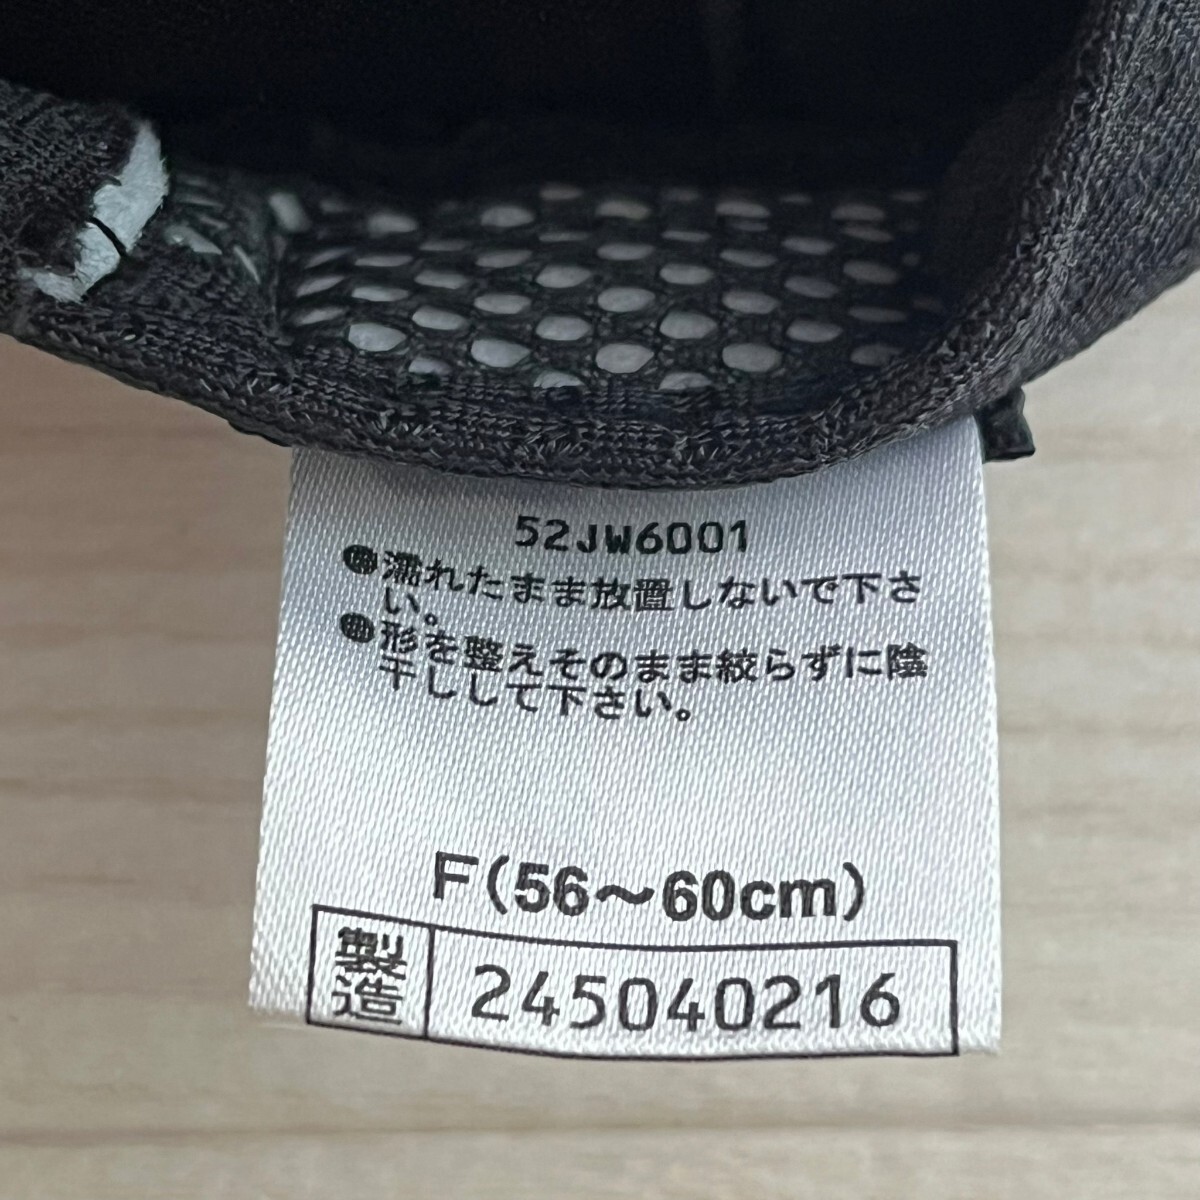 52JW6001
●濡れたまま放置しないで下さ
い。
●形を整えそのまま絞らずに陰
干しして下さい。
F(56～60cm)
製造 245040216